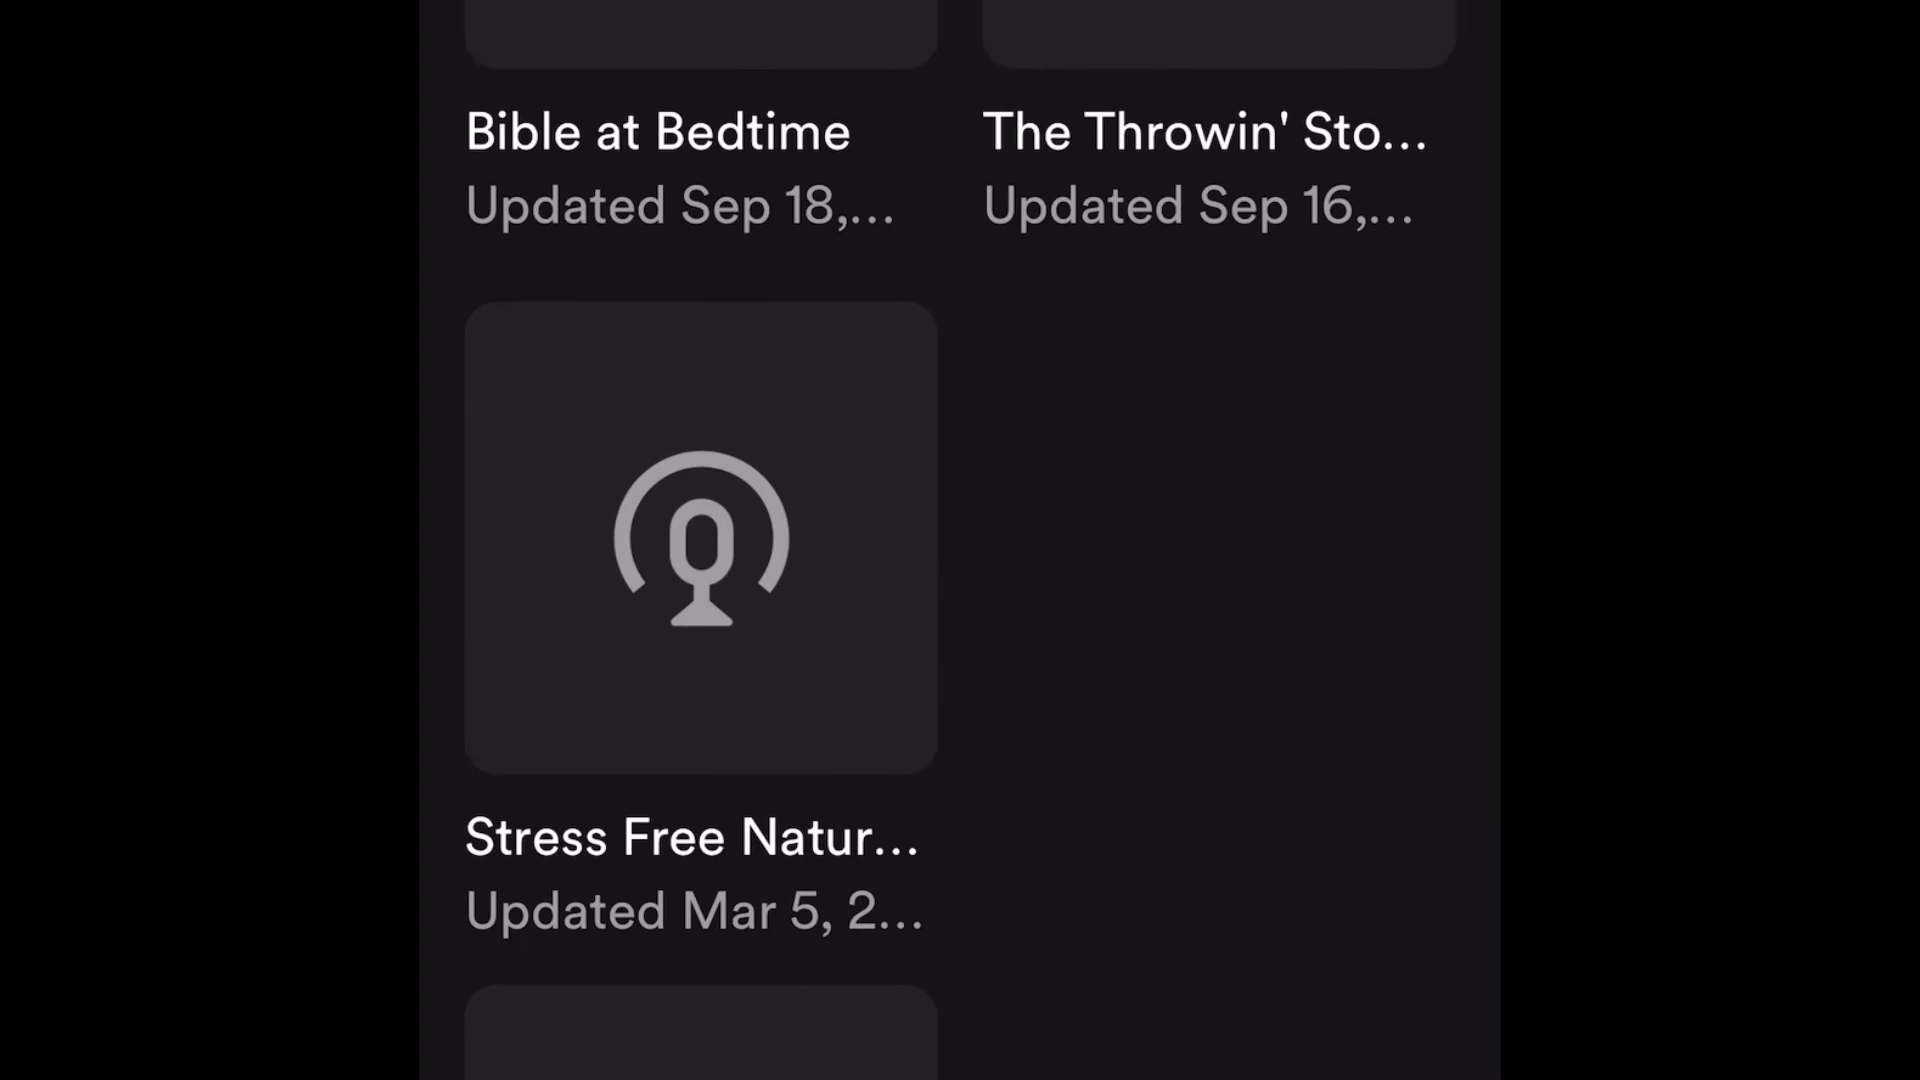 Bible at Bedtime
Updated Sep 18,...
The Throwin' Sto...
Updated Sep 16,...
Stress Free Natur...
Updated Mar 5, 2...